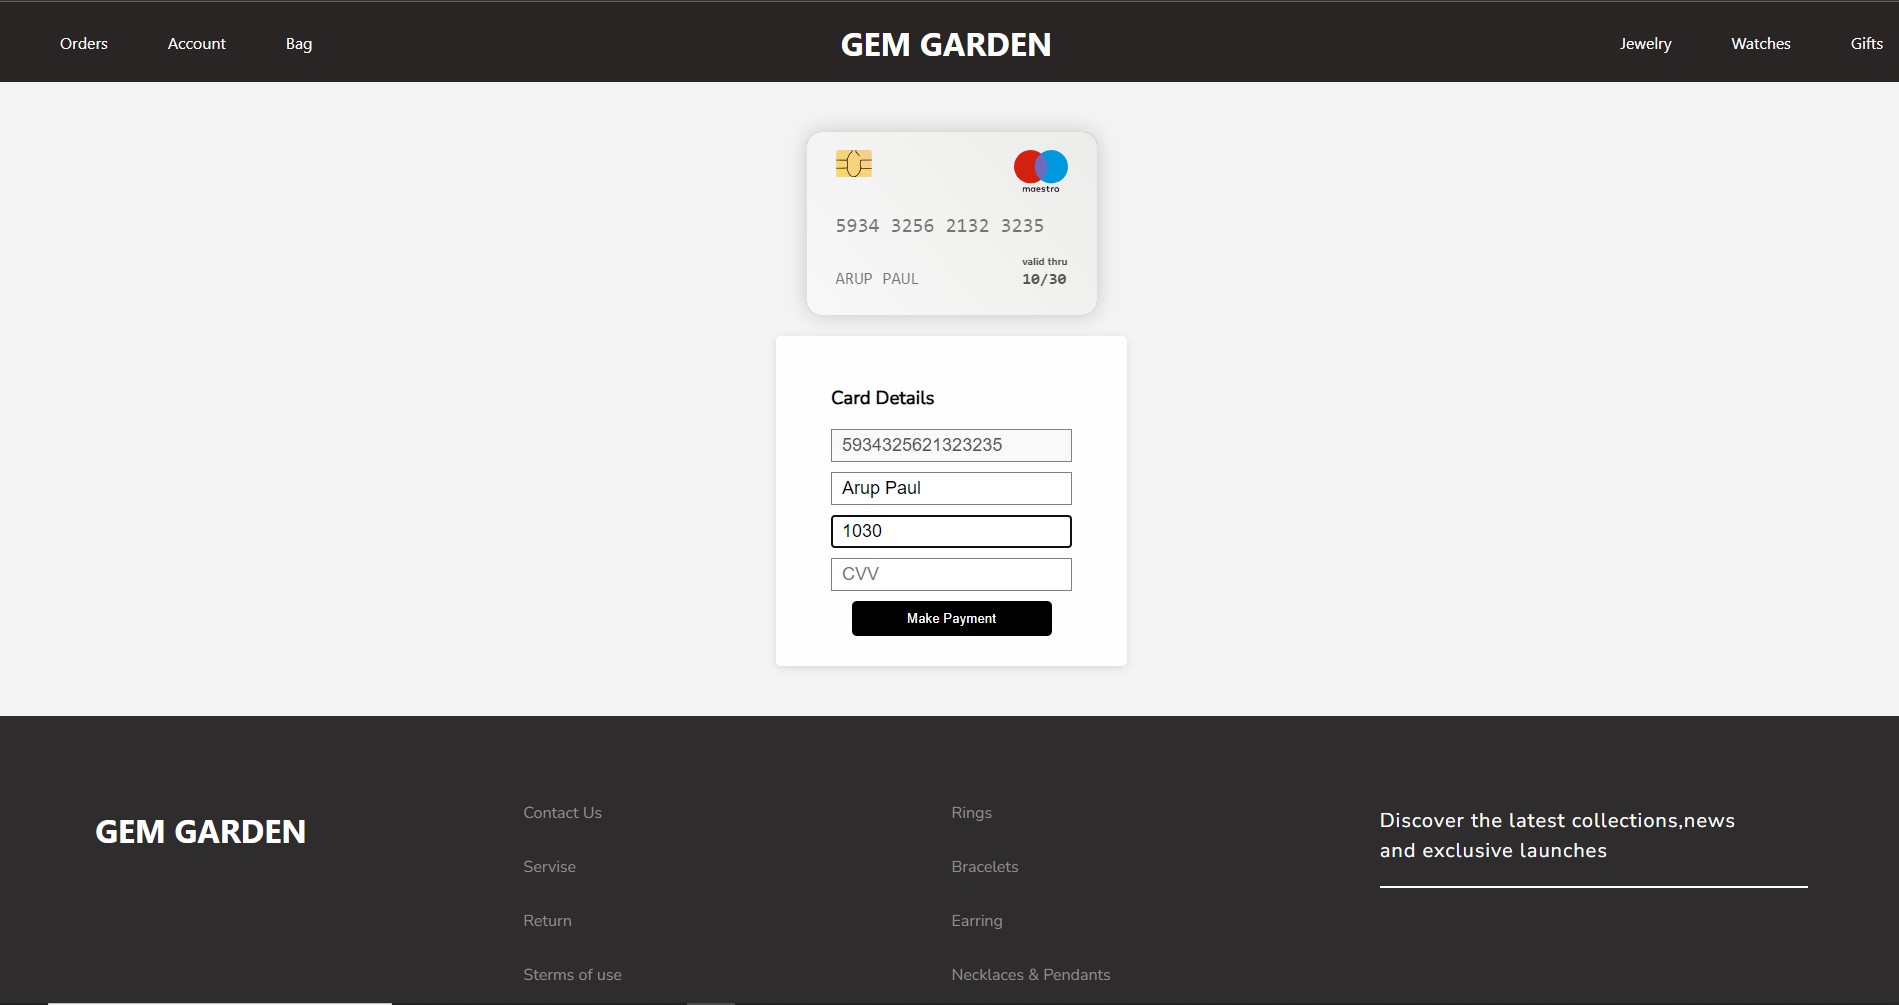 Orders Account Bag GEM GARDEN Jewelry Watches Gifts
maestro
5934 3256 2132 3235
valid thru
ARUP PAUL 10/30
Card Details
5934325621323235
Arup Paul
1030
CVV
Make Payment
GEM GARDEN
Contact Us
Servise
Return
Sterms of use
Rings
Bracelets
Earring
Necklaces & Pendants
Discover the latest collections,news
and exclusive launches